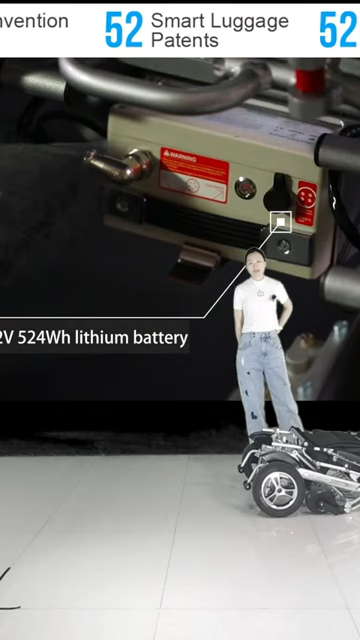 vention
52 Smart Luggage
Patents
52
WARNING
2V 524Wh lithium battery